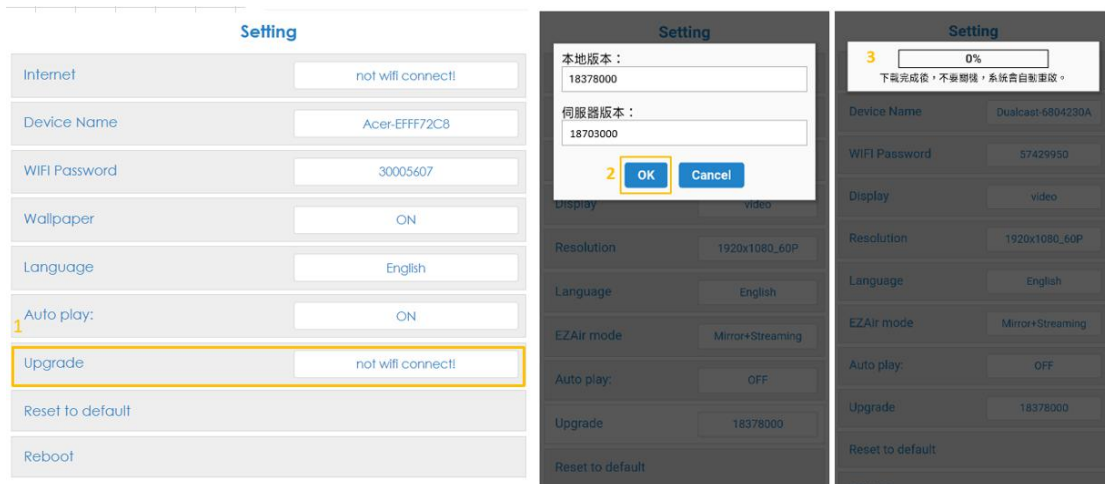 Setting
Internet not wifi connect!
Device Name Acer-EFFF72C8
WIFI Password 30005607
Wallpaper ON
Language English
Auto play: ON
1
Upgrade not wifi connect!
Reset to default
Reboot
Setting
本地版本：
18378000
伺服器版本：
18703000
2 OK Cancel
Display video
Resolution 1920x1080_60P
Language English
EZAir mode Mirror+Streaming
Auto play: OFF
Upgrade 18378000
Reset to default
Setting
3 0%
下載完成後，不要關機，系統會自動重啟。
Device Name Dualcast-6804230A
WIFI Password 57429950
Display video
Resolution 1920x1080_60P
Language English
EZAir mode Mirror+Streaming
Auto play: OFF
Upgrade 18378000
Reset to default